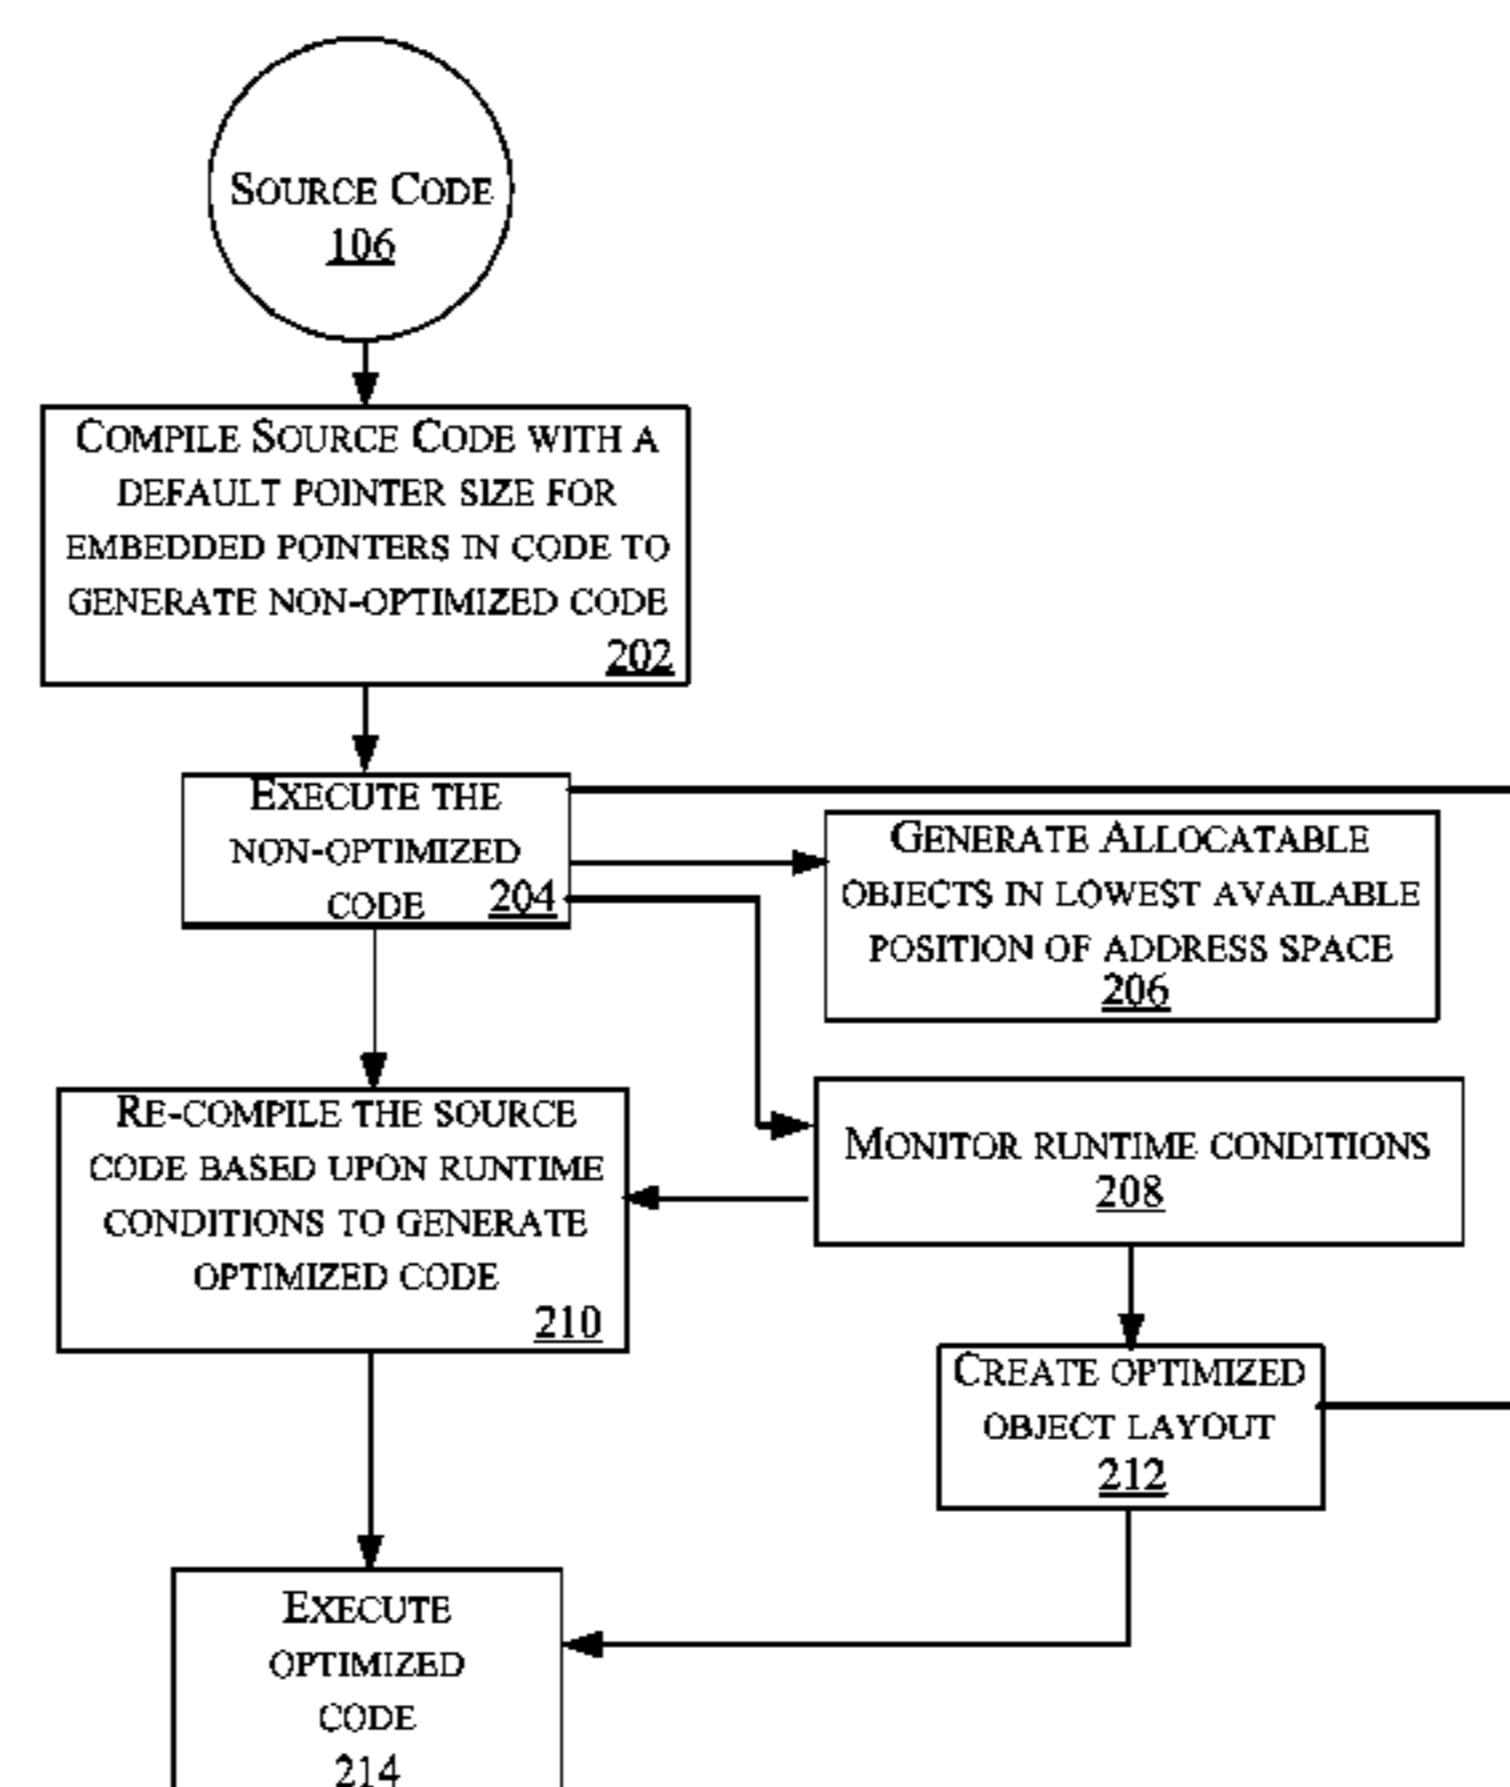 SOURCE CODE
106
COMPILE SOURCE CODE WITH A
DEFAULT POINTER SIZE FOR
EMBEDDED POINTERS IN CODE TO
GENERATE NON-OPTIMIZED CODE
202
EXECUTE THE
NON-OPTIMIZED
CODE 204
GENERATE ALLOCATABLE
OBJECTS IN LOWEST AVAILABLE
POSITION OF ADDRESS SPACE
206
MONITOR RUNTIME CONDITIONS
208
RE-COMPILE THE SOURCE
CODE BASED UPON RUNTIME
CONDITIONS TO GENERATE
OPTIMIZED CODE
210
CREATE OPTIMIZED
OBJECT LAYOUT
212
EXECUTE
OPTIMIZED
CODE
214